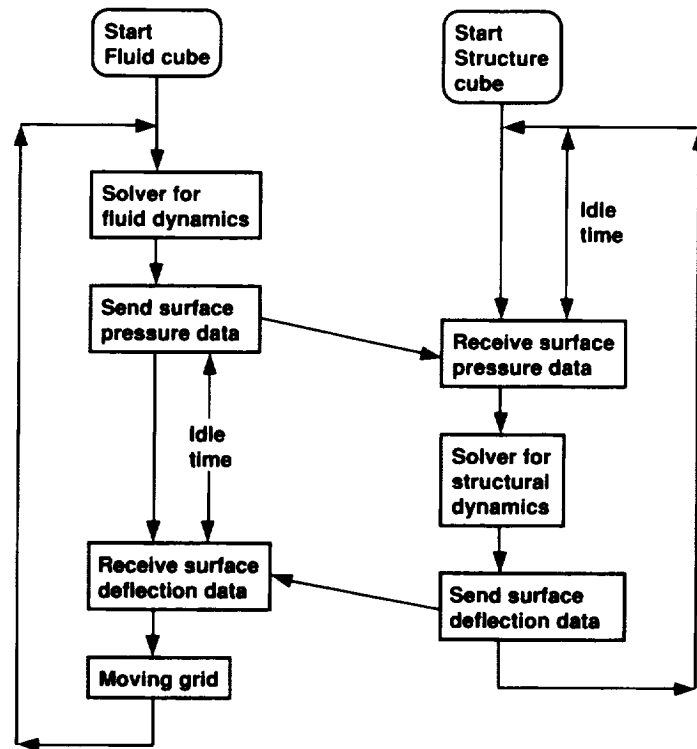 Start
Fluid cube
Solver for
fluid dynamics
Send surface
pressure data
Idle
time
Receive surface
deflection data
Moving grid
Start
Structure
cube
Idle
time
Receive surface
pressure data
Solver for
structural
dynamics
Send surface
deflection data